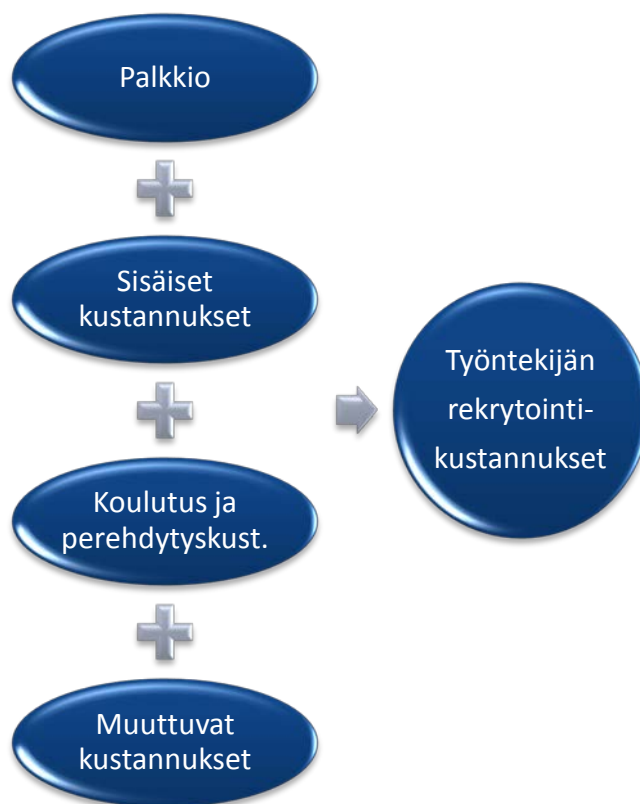 Palkkio
Sisäiset
kustannukset
Koulutus ja
perehdytyskust.
Muuttuvat
kustannukset
Työntekijän
rekrytointi-
kustannukset